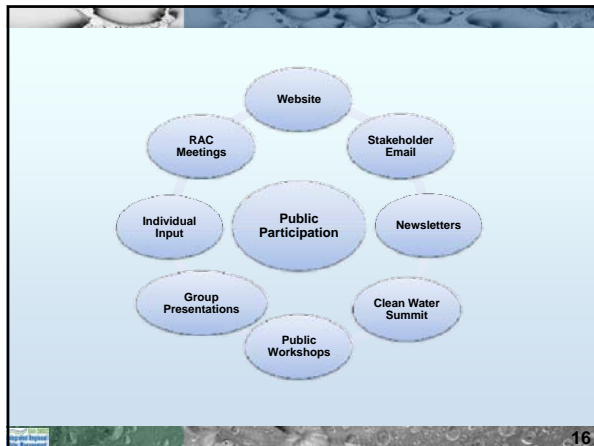 Website
Stakeholder
Email
Newsletters
Clean Water
Summit
Public
Workshops
Group
Presentations
Individual
Input
RAC
Meetings
Public
Participation
16